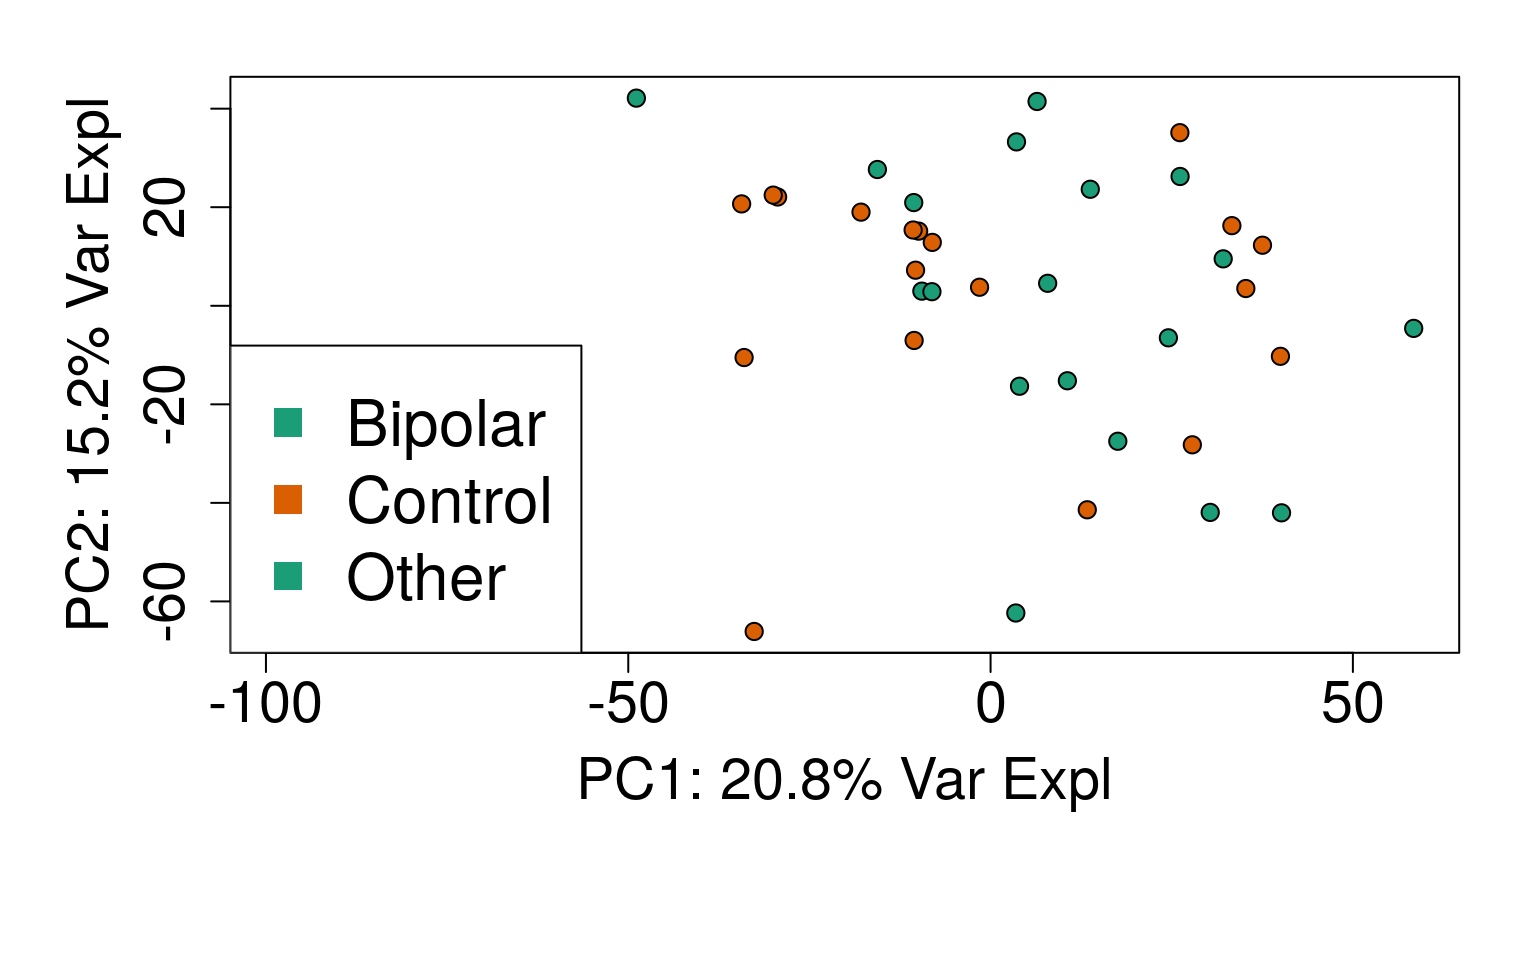 PC2: 15.2% Var Expl
20
-20
-60
Bipolar
Control
Other
-100
-50
0
50
PC1: 20.8% Var Expl